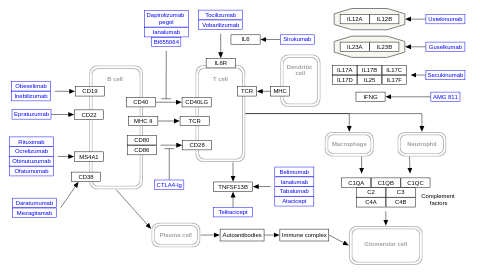 Dapirolizumab
pegol
Ianalumab
BI655064
Tocilizumab
Vobarilizumab
IL6
Sirukumab
IL6R
IL12A
IL12B
Ustekinumab
IL23A
IL23B
Guselkumab
IL17A
IL17B
IL17C
IL17D
IL25
IL17F
Secukinumab
IFNG
AMG 811
B cell
T cell
Dendritic
cell
Obexelimab
Inebilizumab
CD19
CD40
CD40LG
TCR
MHC
Epratuzumab
CD22
MHC II
TCR
Rituximab
Ocrelizumab
Obinutuzumab
Ofatumumab
MS4A1
CD80
CD86
CD28
CD38
CTLA4-Ig
Daratumumab
Mezagitamab
TNFSF13B
Belimumab
Ianalumab
Tabalumab
Atacicept
Telitacicept
Macrophage
Neutrophil
C1QA
C1QB
C1QC
C2
C3
C4A
C4B
Complement
factors
Plasma cell
Autoantibodies
Immune complex
Glomerular cell